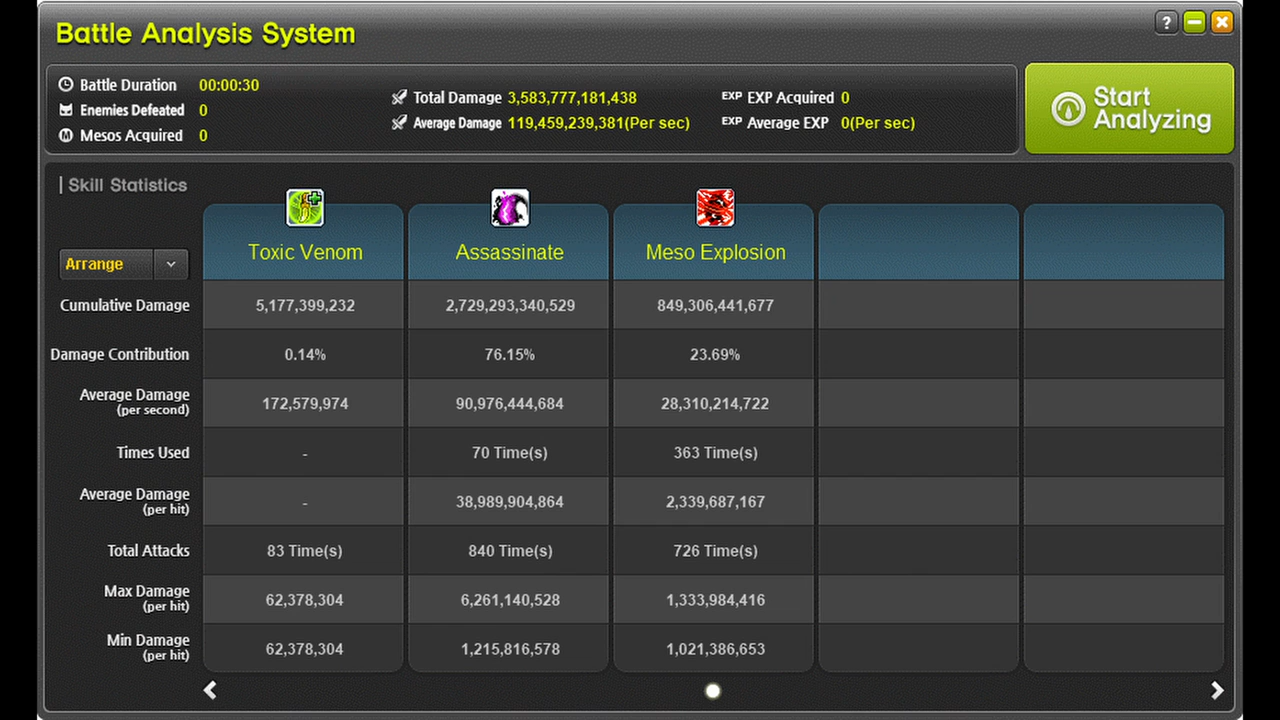 Battle Analysis System
?
Battle Duration 00:00:30
Enemies Defeated 0
Mesos Acquired 0
Total Damage 3,583,777,181,438
Average Damage 119,459,239,381(Per sec)
EXP EXP Acquired 0
EXP Average EXP 0(Per sec)
Start
Analyzing
Skill Statistics
Arrange
Toxic Venom Assassinate Meso Explosion
Cumulative Damage 5,177,399,232 2,729,293,340,529 849,306,441,677
Damage Contribution 0.14% 76.15% 23.69%
Average Damage
(per second) 172,579,974 90,976,444,684 28,310,214,722
Times Used - 70 Time(s) 363 Time(s)
Average Damage
(per hit) - 38,989,904,864 2,339,687,167
Total Attacks 83 Time(s) 840 Time(s) 726 Time(s)
Max Damage
(per hit) 62,378,304 6,261,140,528 1,333,984,416
Min Damage
(per hit) 62,378,304 1,215,816,578 1,021,386,653